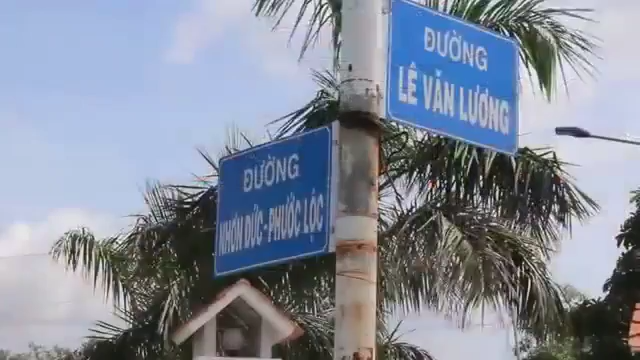 ĐƯỜNG
LÊ VĂN LƯƠNG
ĐƯỜNG
NHƠN ĐỨC - PHƯỚC LỘC